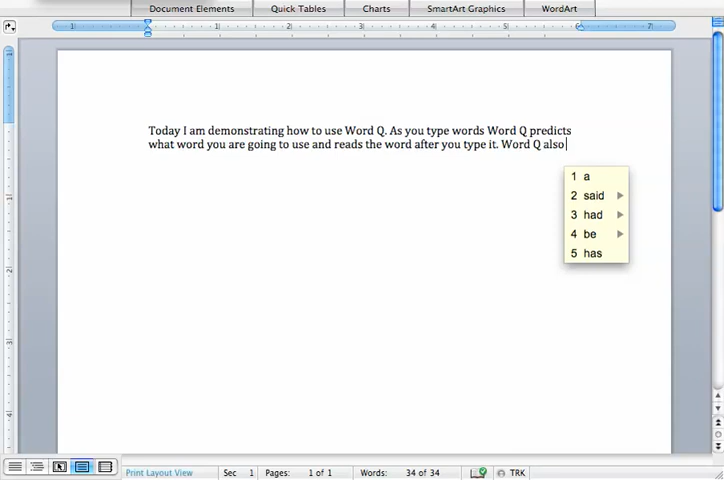 Document Elements Quick Tables Charts SmartArt Graphics WordArt
Today I am demonstrating how to use Word Q. As you type words Word Q predicts
what word you are going to use and reads the word after you type it. Word Q also
1 a
2 said
3 had
4 be
5 has
Print Layout View Sec 1 Pages: 1 of 1 Words: 34 of 34 TRK